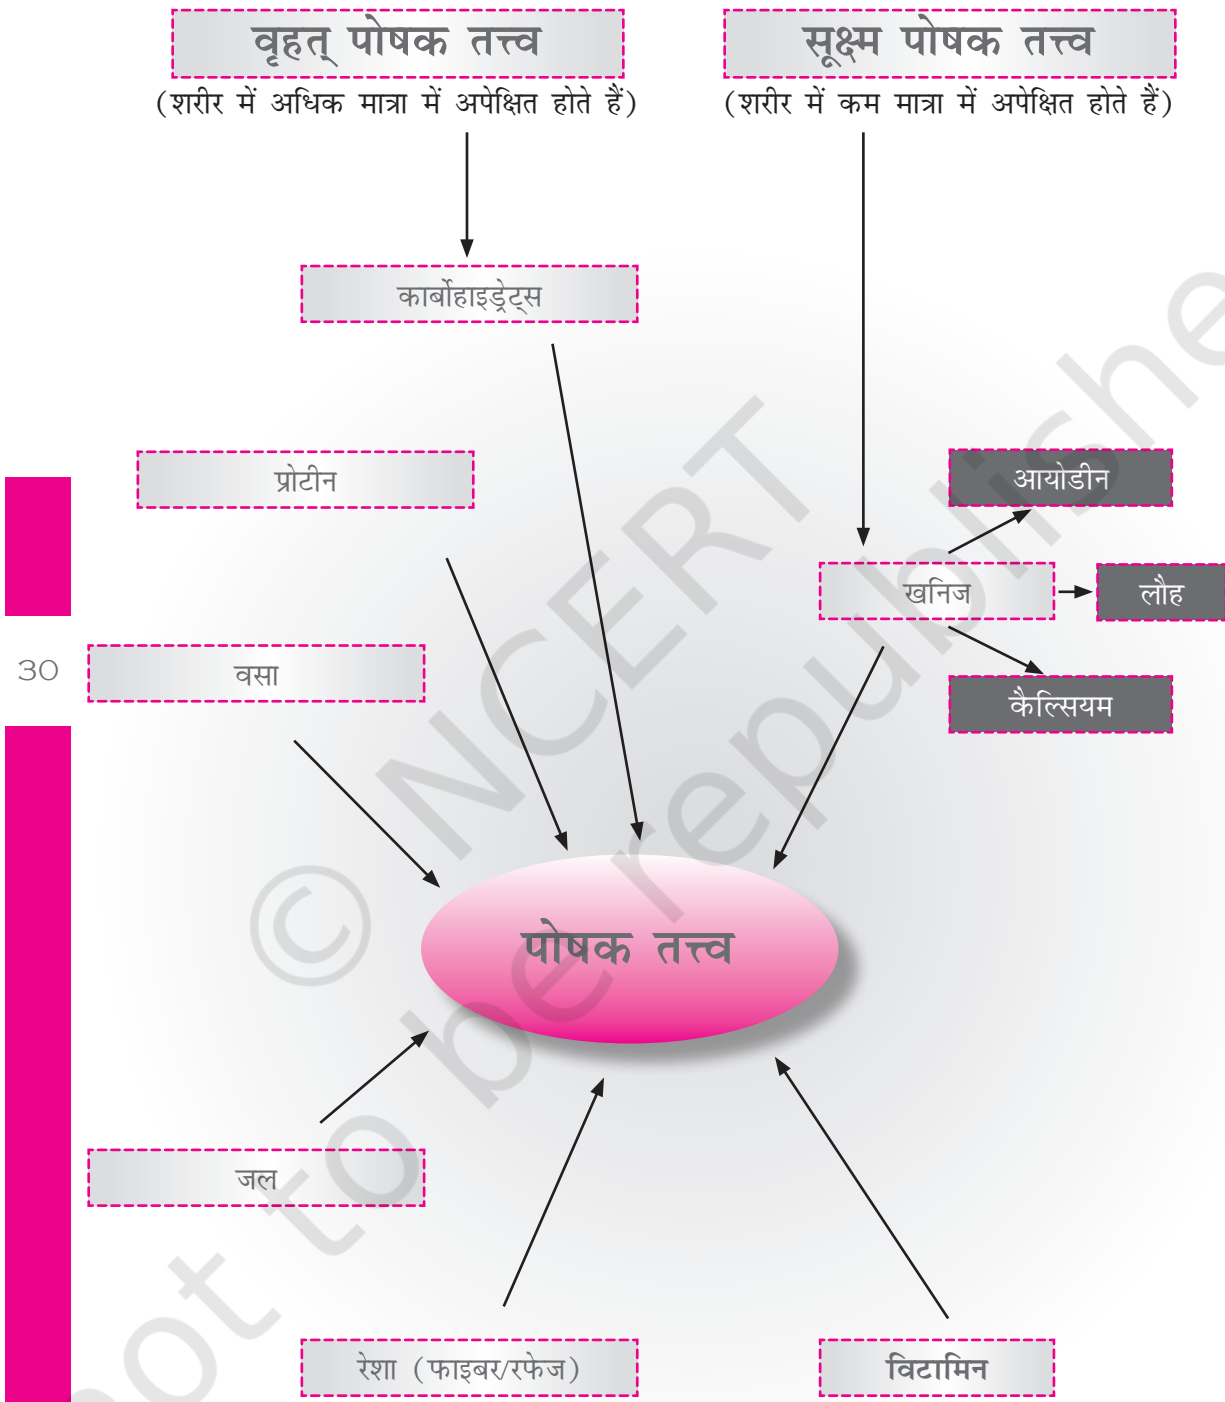 वृहत् पोषक तत्त्व
(शरीर में अधिक मात्रा में अपेक्षित होते हैं)
सूक्ष्म पोषक तत्त्व
(शरीर में कम मात्रा में अपेक्षित होते हैं)
कार्बोहाइड्रेट्स
प्रोटीन
आयोडीन
खनिज
लौह
30
वसा
कैल्सियम
पोषक तत्त्व
जल
रेशा (फाइबर/रफेज)
विटामिन
© NCERT
not to be republishe